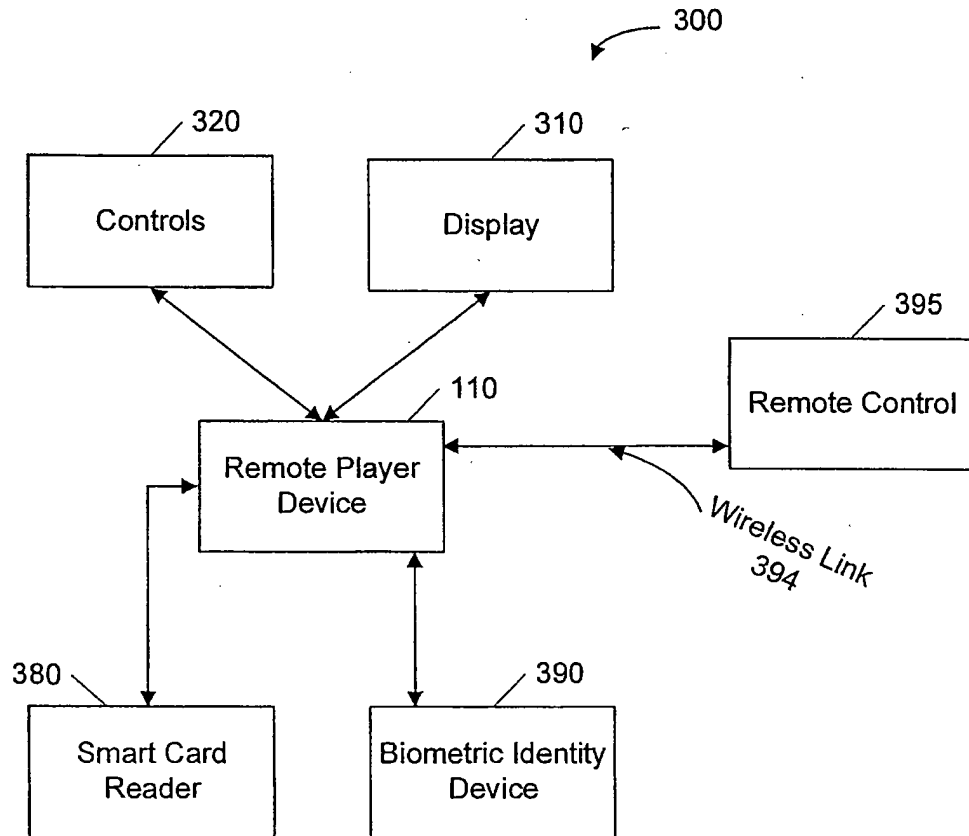 300
320
310
Controls
Display
395
Remote Control
110
Remote Player
Device
Wireless Link
394
380
390
Smart Card
Reader
Biometric Identity
Device